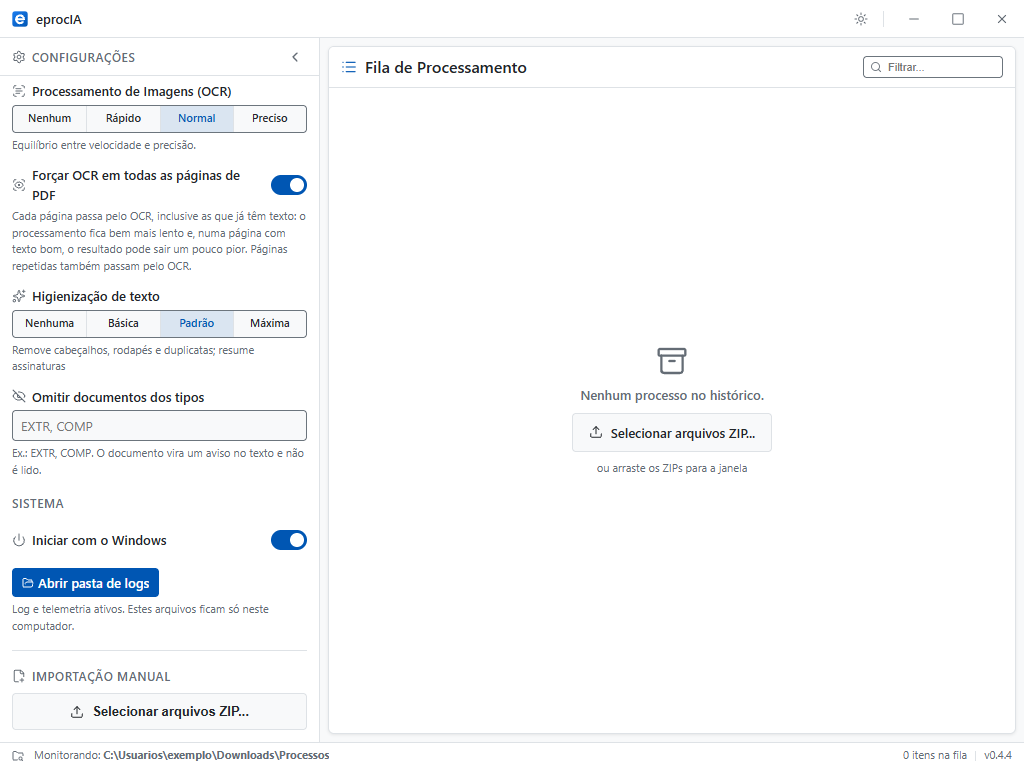 eprocIA
CONFIGURAÇÕES
Processamento de Imagens (OCR)
Nenhum Rápido Normal Preciso
Equilíbrio entre velocidade e precisão.
Forçar OCR em todas as páginas de
PDF
Cada página passa pelo OCR, inclusive as que já têm texto: o
processamento fica bem mais lento e, numa página com
texto bom, o resultado pode sair um pouco pior. Páginas
repetidas também passam pelo OCR.
Higienização de texto
Nenhuma Básica Padrão Máxima
Remove cabeçalhos, rodapés e duplicatas; resume
assinaturas
Omitir documentos dos tipos
EXTR, COMP
Ex.: EXTR, COMP. O documento vira um aviso no texto e não
é lido.
SISTEMA
Iniciar com o Windows
Abrir pasta de logs
Log e telemetria ativos. Estes arquivos ficam só neste
computador.
IMPORTAÇÃO MANUAL
Selecionar arquivos ZIP...
Fila de Processamento
Filtrar...
Nenhum processo no histórico.
Selecionar arquivos ZIP...
ou arraste os ZIPs para a janela
Monitorando: C:\Usuarios\exemplo\Downloads\Processos
0 itens na fila
v0.4.4